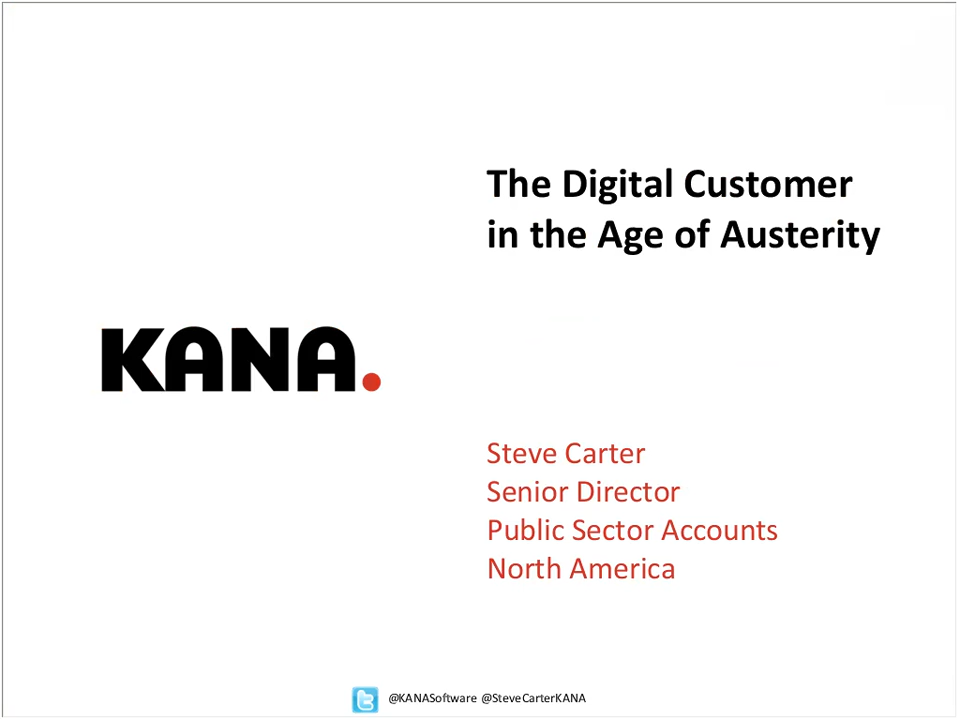 The Digital Customer
in the Age of Austerity
KANA.
Steve Carter
Senior Director
Public Sector Accounts
North America
@KANASoftware @SteveCarterKANA